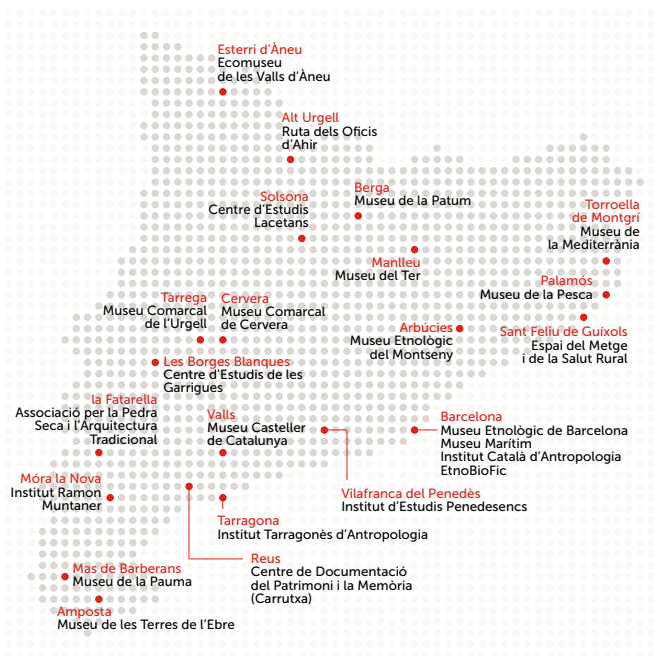 Esterri d'Àneu
Ecomuseu
de les Valls d'Àneu
Alt Urgell
Ruta dels Oficis
d'Ahir
Berga
Museu de la Patum
Solsona
Centre d'Estudis
Lacetans
Torroella
de Montgrí
Museu de
la Mediterrània
Manlleu
Museu del Ter
Palamós
Museu de la Pesca
Tàrrega
Museu Comarcal
de l'Urgell
Cervera
Museu Comarcal
de Cervera
Arbúcies
Museu Etnològic
del Montseny
Sant Feliu de Guíxols
Espai del Metge
i de la Salut Rural
Les Borges Blanques
Centre d'Estudis de les
Garrigues
la Fatarella
Associació per la Pedra
Seca i l'Arquitectura
Tradicional
Valls
Museu Casteller
de Catalunya
Barcelona
Museu Etnològic de Barcelona
Museu Marítim
Institut Català d'Antropologia
EtnoBioFic
Móra la Nova
Institut Ramon
Muntaner
Vilafranca del Penedès
Institut d'Estudis Penedesencs
Tarragona
Institut Tarragonès d'Antropologia
Reus
Centre de Documentació
del Patrimoni i la Memòria
(Carrutxa)
Mas de Barberans
Museu de la Pauma
Amposta
Museu de les Terres de l'Ebre